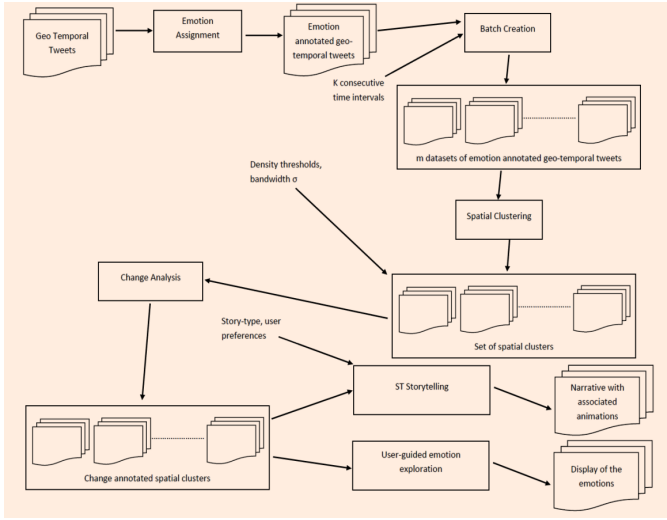 Geo Temporal
Tweets
Emotion
Assignment
Emotion
annotated geo-
temporal tweets
Batch Creation
K consecutive
time intervals
m datasets of emotion annotated geo-temporal tweets
Density thresholds,
bandwidth σ
Spatial Clustering
Change Analysis
Set of spatial clusters
Story-type, user
preferences
ST Storytelling
Narrative with
associated
animations
Change annotated spatial clusters
User-guided emotion
exploration
Display of the
emotions